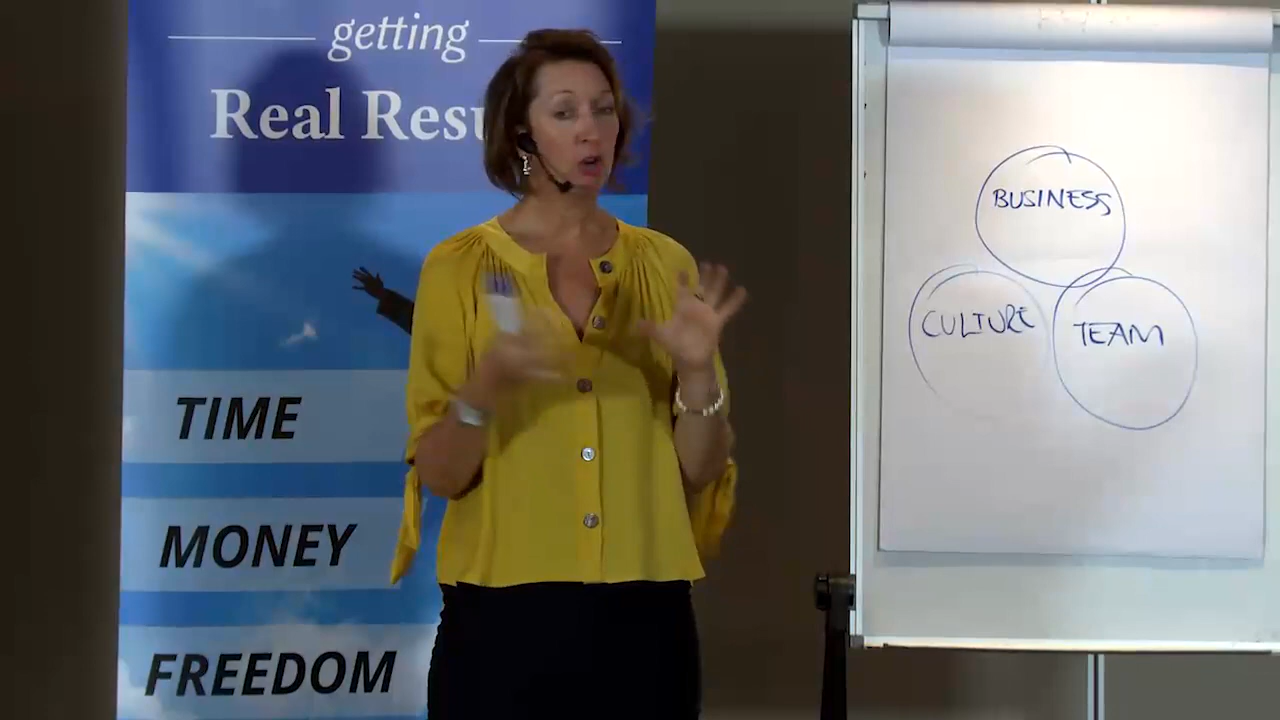 getting
Real Resu
TIME
MONEY
FREEDOM
BUSINESS
CULTURE
TEAM